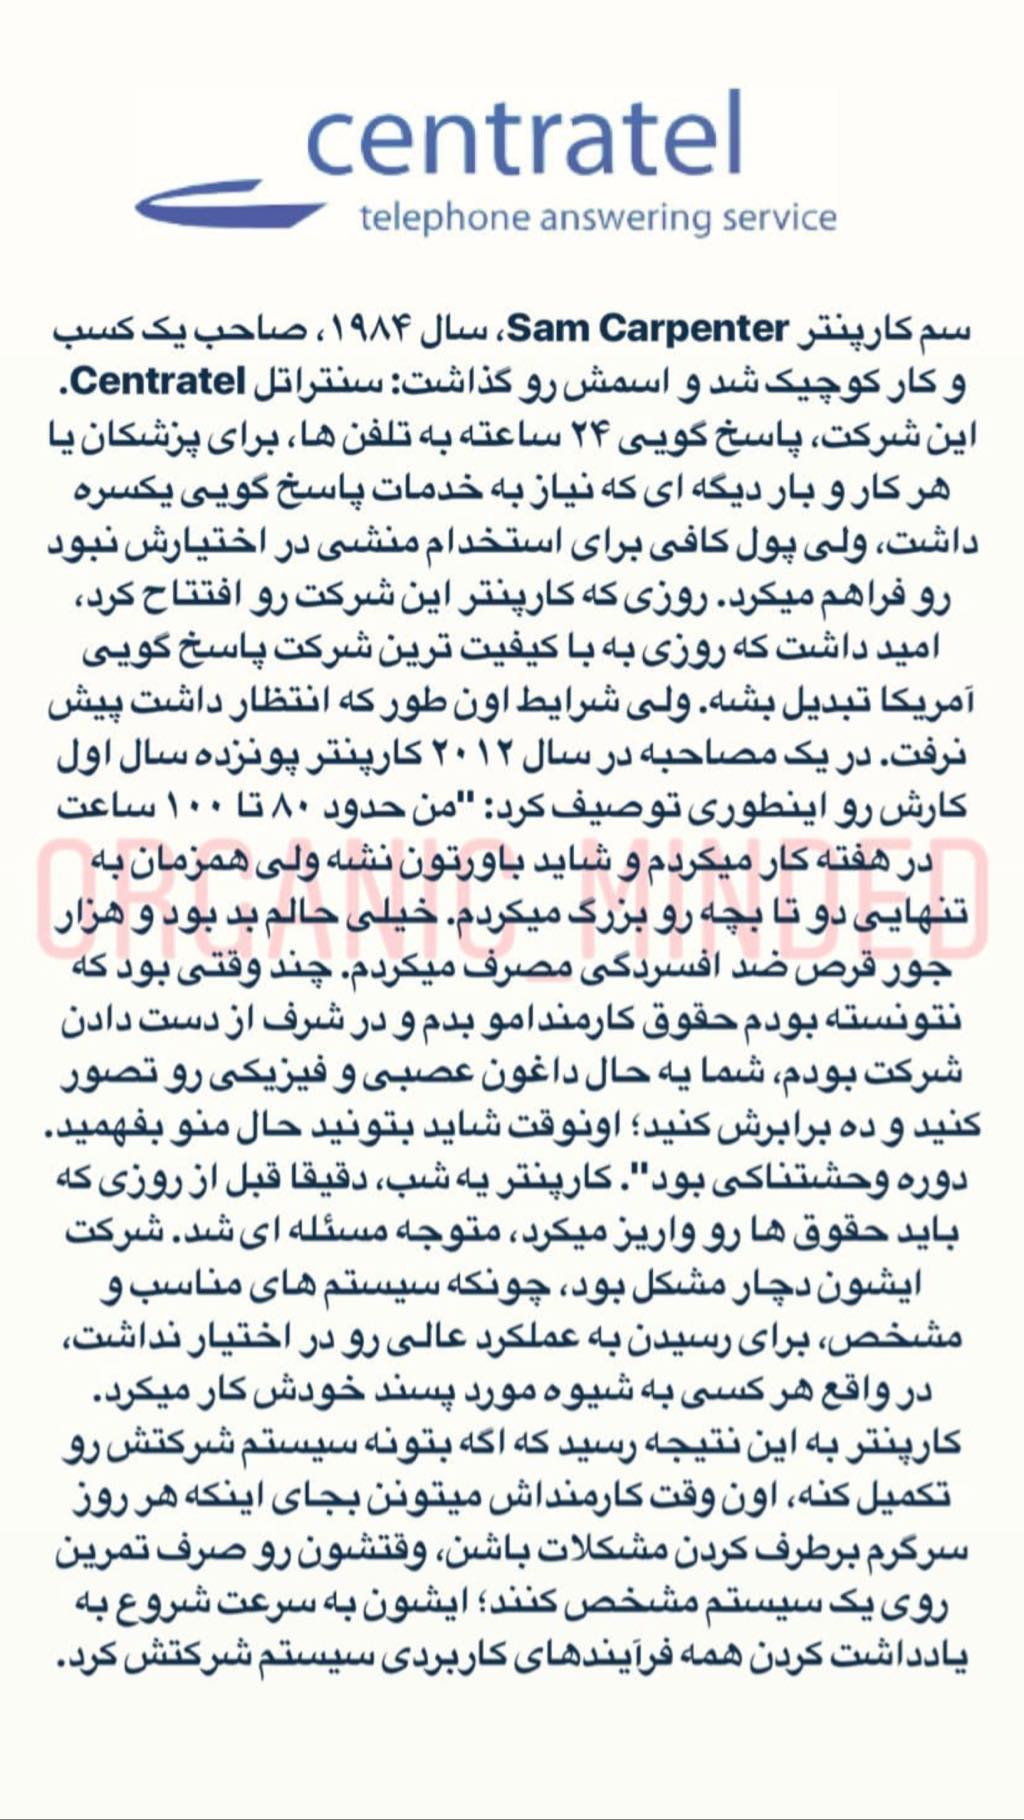 centratel
telephone answering service
سم کارپنتر Sam Carpenter، سال ۱۹۸۴، صاحب یک کسب
و کار کوچیک شد و اسمش رو گذاشت: سنتراتل Centratel.
این شرکت، پاسخ گویی ۲۴ ساعته به تلفن ها، برای پزشکان یا
هر کار و بار دیگه ای که نیاز به خدمات پاسخ گویی یکسره
داشت، ولی پول کافی برای استخدام منشی در اختیارش نبود
رو فراهم میکرد. روزی که کارپنتر این شرکت رو افتتاح کرد،
امید داشت که روزی به با کیفیت ترین شرکت پاسخ گویی
آمریکا تبدیل بشه. ولی شرایط اون طور که انتظار داشت پیش
نرفت. در یک مصاحبه در سال ۲۰۱۲ کارپنتر پونزده سال اول
کارش رو اینطوری توصیف کرد: "من حدود ۸۰ تا ۱۰۰ ساعت
در هفته کار میکردم و شاید باورتون نشه ولی همزمان به
تنهایی دو تا بچه رو بزرگ میکردم. خیلی حالم بد بود و هزار
جور قرص ضد افسردگی مصرف میکردم. چند وقتی بود که
نتونسته بودم حقوق کارمندامو بدم و در شرف از دست دادن
شرکت بودم، شما یه حال داغون عصبی و فیزیکی رو تصور
کنید و ده برابرش کنید؛ اونوقت شاید بتونید حال منو بفهمید.
دوره وحشتناکی بود". کارپنتر یه شب، دقیقا قبل از روزی که
باید حقوق ها رو واریز میکرد، متوجه مسئله ای شد. شرکت
ایشون دچار مشکل بود، چونکه سیستم های مناسب و
مشخص، برای رسیدن به عملکرد عالی رو در اختیار نداشت،
در واقع هر کسی به شیوه مورد پسند خودش کار میکرد.
کارپنتر به این نتیجه رسید که اگه بتونه سیستم شرکتش رو
تکمیل کنه، اون وقت کارمنداش میتونن بجای اینکه هر روز
سرگرم برطرف کردن مشکلات باشن، وقتشون رو صرف تمرین
روی یک سیستم مشخص کنند؛ ایشون به سرعت شروع به
یادداشت کردن همه فرآیندهای کاربردی سیستم شرکتش کرد.
ORGANIC_MINDED